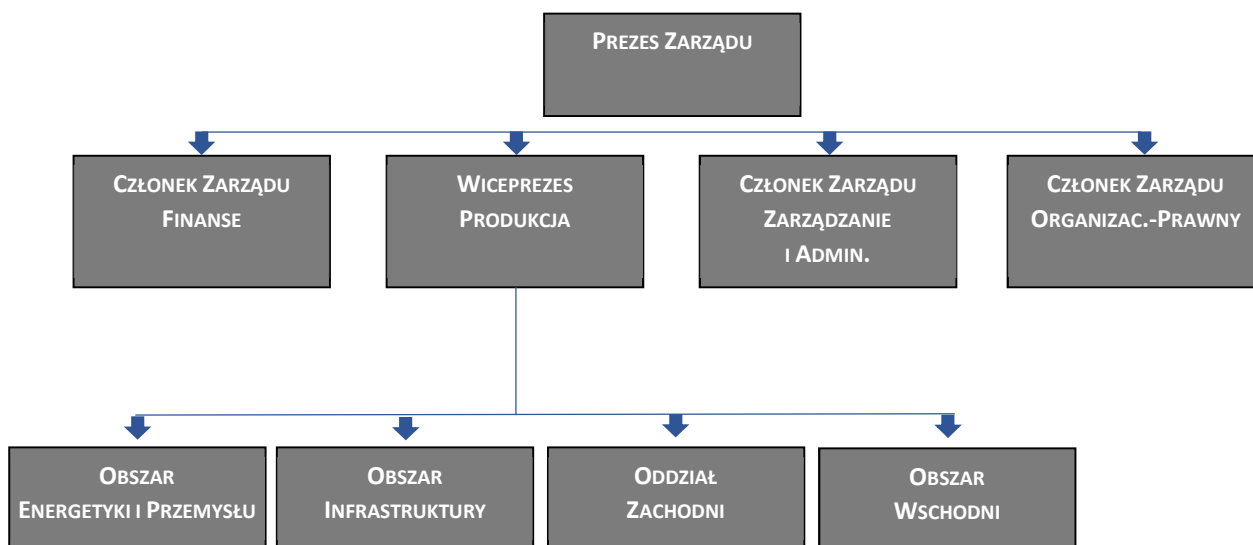 PREZES ZARZĄDU
CZŁONEK ZARZĄDU
FINANSE
WICEPREZES
PRODUKCJA
CZŁONEK ZARZĄDU
ZARZĄDZANIE
I ADMIN.
CZŁONEK ZARZĄDU
ORGANIZAC.-PRAWNY
OBSZAR
ENERGETYKI I PRZEMYSŁU
OBSZAR
INFRASTRUKTURY
ODDZIAŁ
ZACHODNI
OBSZAR
WSCHODNI